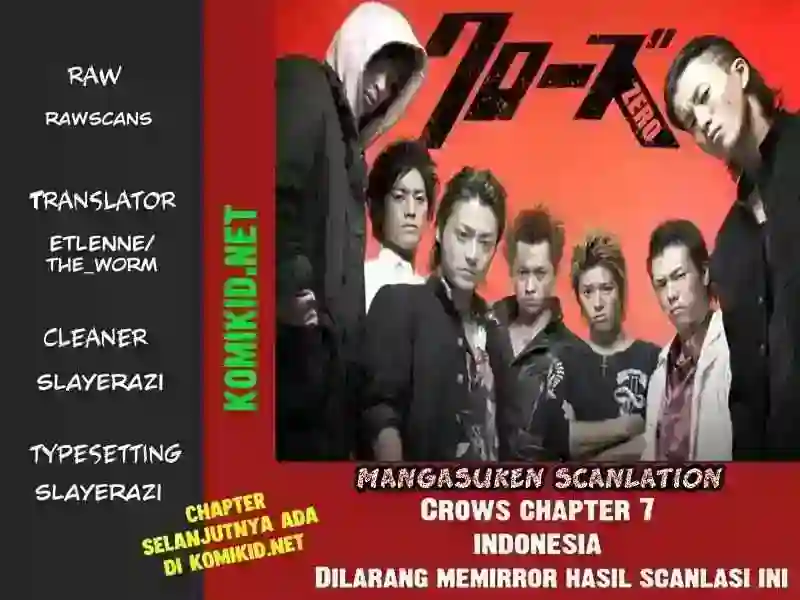 RAW
RAWSCANS
TRANSLATOR
ETLENNE/
THE_WORM
CLEANER
SLAYERAZI
TYPESETTING
SLAYERAZI
KOMIKID.NET
クローズ
ZERO
CHAPTER
SELANJUTNYA ADA
DI KOMIKID.NET
MANGASUKEN SCANLATION
CROWS CHAPTER 7
INDONESIA
DILARANG MEMIRROR HASIL SCANLASI INI